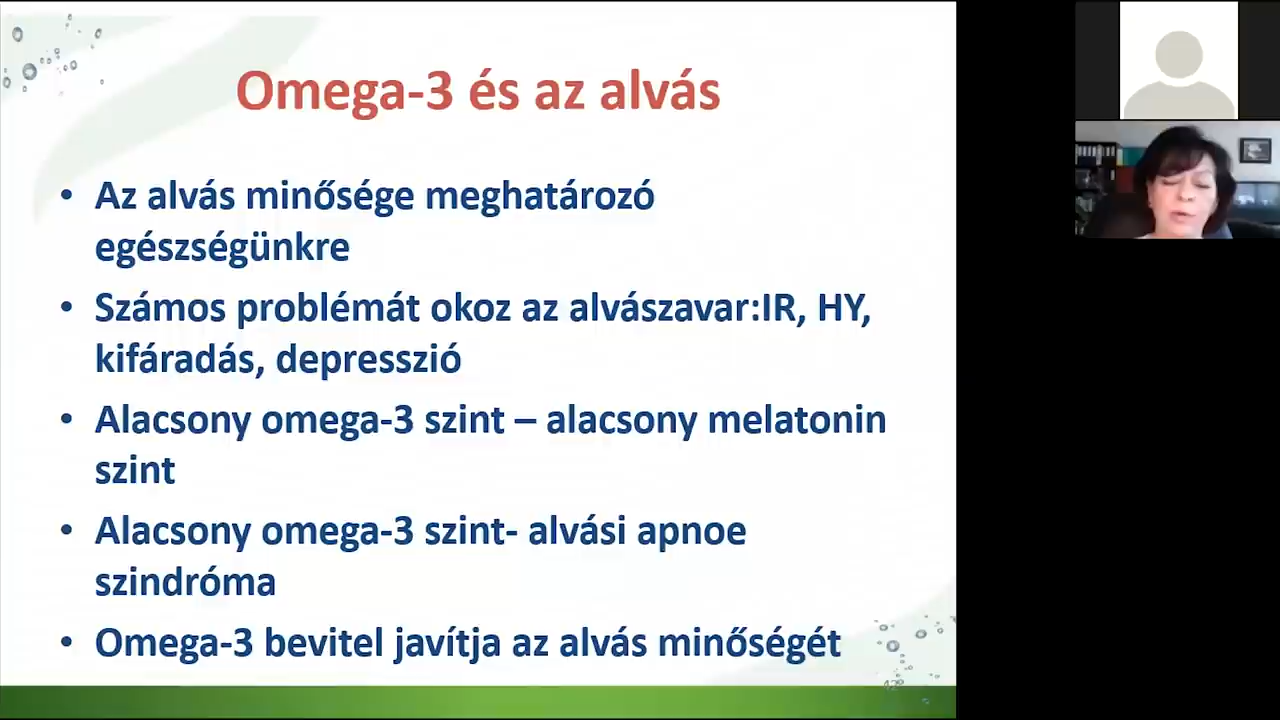 Omega-3 és az alvás
• Az alvás minősége meghatározó
egészségünkre
• Számos problémát okoz az alvászavar:IR, HY,
kifáradás, depresszió
• Alacsony omega-3 szint – alacsony melatonin
szint
• Alacsony omega-3 szint- alvási apnoe
szindróma
• Omega-3 bevitel javítja az alvás minőségét